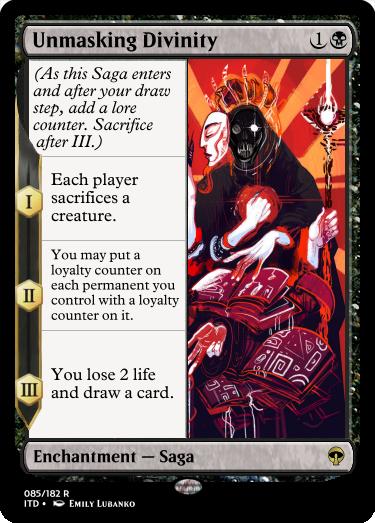 Unmasking Divinity 1
(As this Saga enters
and after your draw
step, add a lore
counter. Sacrifice
after III.)
I
Each player
sacrifices a
creature.
II
You may put a
loyalty counter on
each permanent you
control with a loyalty
counter on it.
III
You lose 2 life
and draw a card.
Enchantment — Saga
085/182 R
ITD • Emily Lubanko